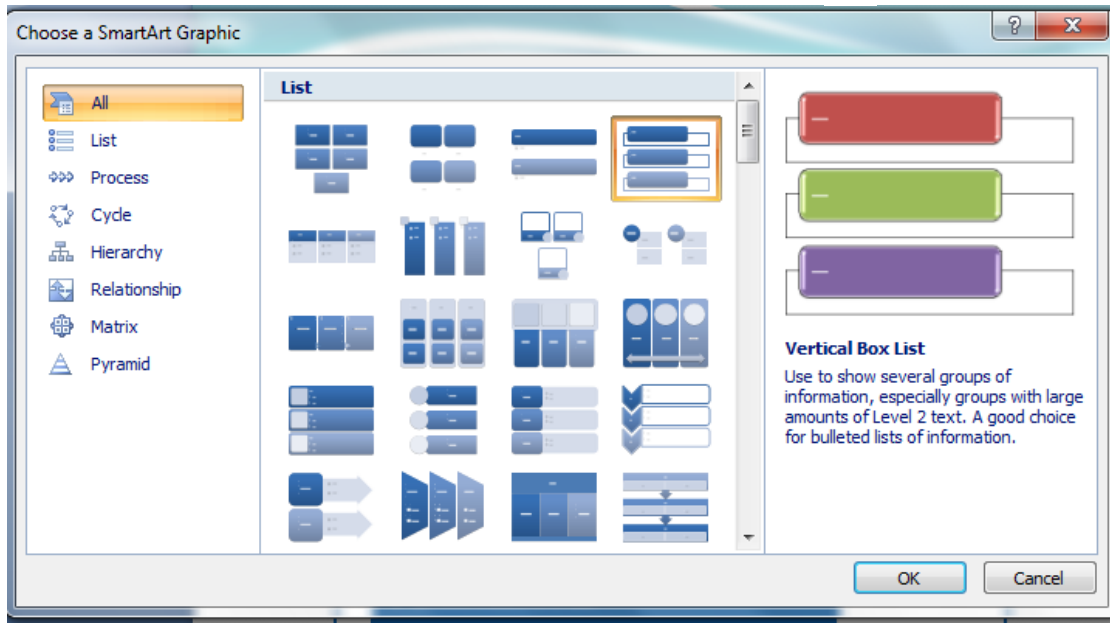 Choose a SmartArt Graphic
?
X
All
List
Process
Cycle
Hierarchy
Relationship
Matrix
Pyramid
List
Vertical Box List
Use to show several groups of
information, especially groups with large
amounts of Level 2 text. A good choice
for bulleted lists of information.
OK
Cancel